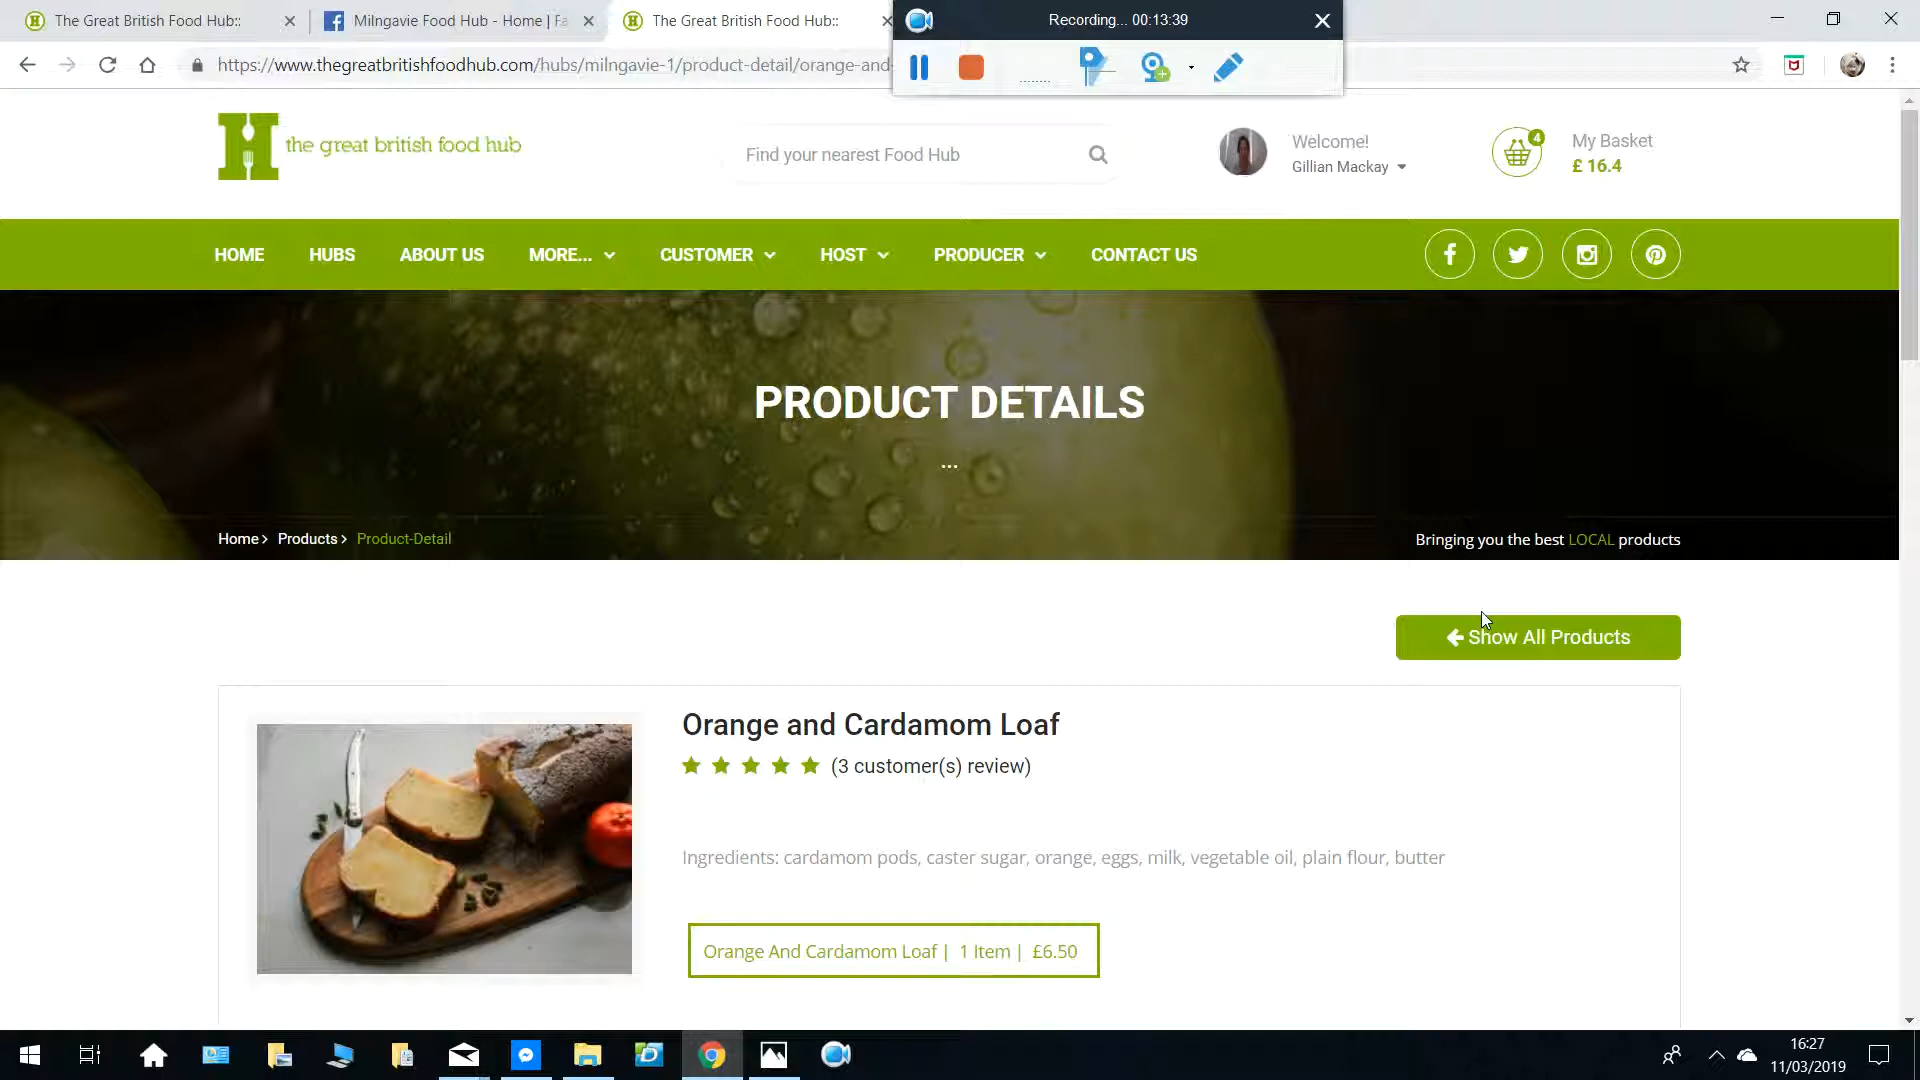 The Great British Food Hub::
Milngavie Food Hub - Home | Fa
The Great British Food Hub::
Recording... 00:13:39
https://www.thegreatbritishfoodhub.com/hubs/milngavie-1/product-detail/orange-and-
H the great british food hub
Find your nearest Food Hub
Welcome!
Gillian Mackay
4
My Basket
£ 16.4
HOME
HUBS
ABOUT US
MORE...
CUSTOMER
HOST
PRODUCER
CONTACT US
PRODUCT DETAILS
...
Home > Products > Product-Detail
Bringing you the best LOCAL products
Show All Products
Orange and Cardamom Loaf
(3 customer(s) review)
Ingredients: cardamom pods, caster sugar, orange, eggs, milk, vegetable oil, plain flour, butter
Orange And Cardamom Loaf | 1 Item | £6.50
16:27
11/03/2019